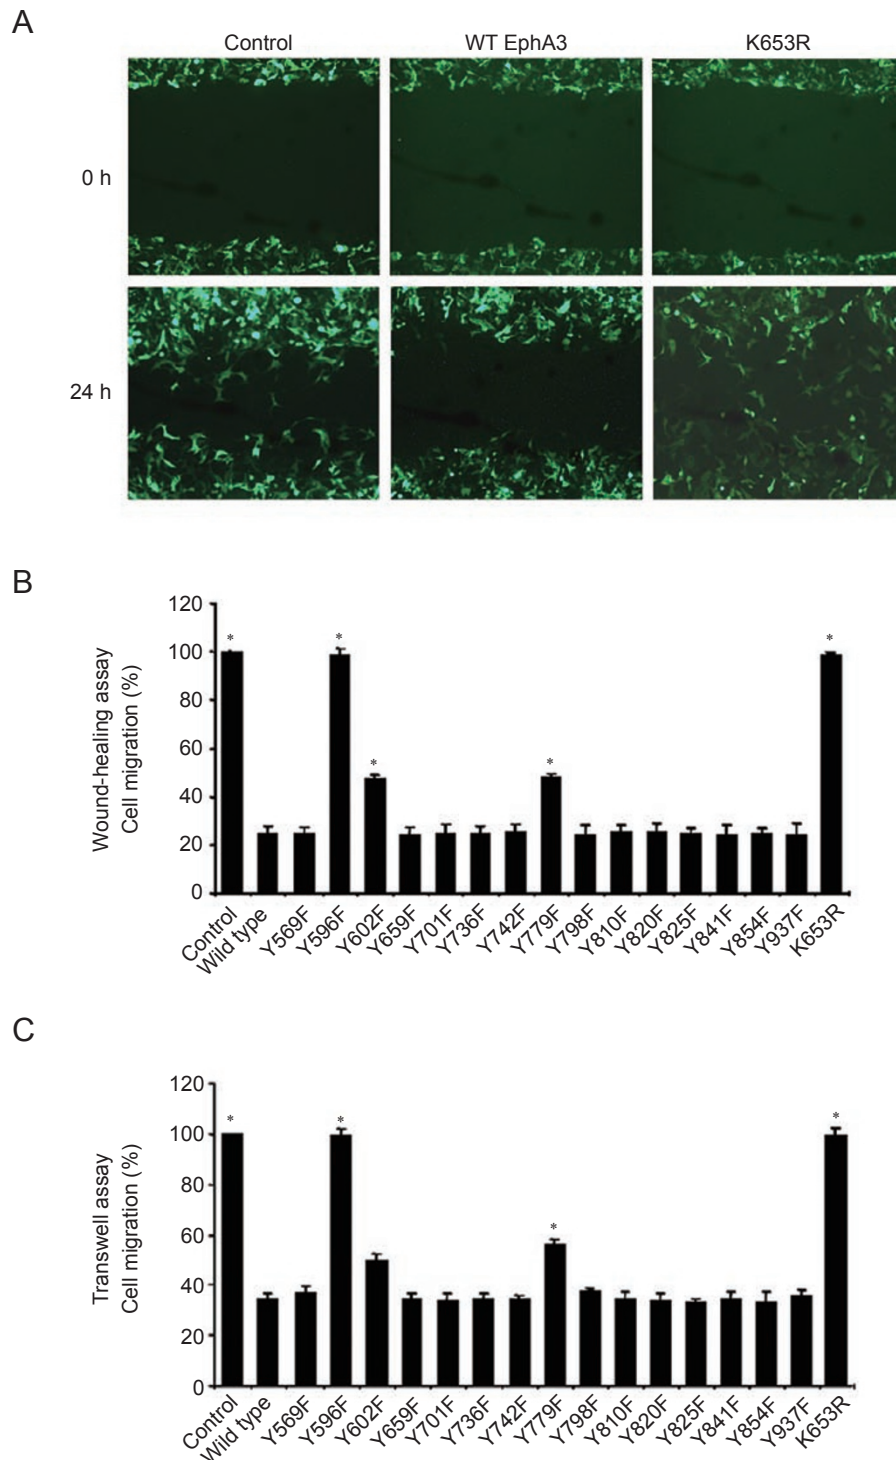 A
Control WT EphA3 K653R
0 h
24 h
B
Wound-healing assay
Cell migration (%)
120
100
80
60
40
20
0
* * * * *
Control Wild type Y569F Y596F Y602F Y659F Y701F Y736F Y742F Y779F Y798F Y810F Y820F Y825F Y841F Y854F Y937F K653R
C
Transwell assay
Cell migration (%)
120
100
80
60
40
20
0
* * * *
Control Wild type Y569F Y596F Y602F Y659F Y701F Y736F Y742F Y779F Y798F Y810F Y820F Y825F Y841F Y854F Y937F K653R